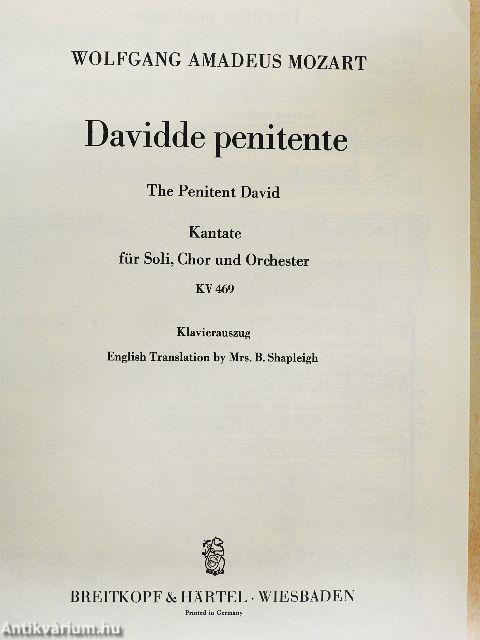 WOLFGANG AMADEUS MOZART
Davidde penitente
The Penitent David
Kantate
für Soli, Chor und Orchester
KV 469
Klavierauszug
English Translation by Mrs. B. Shapleigh
BREITKOPF & HÄRTEL · WIESBADEN
Printed in Germany
Antikvárium.hu